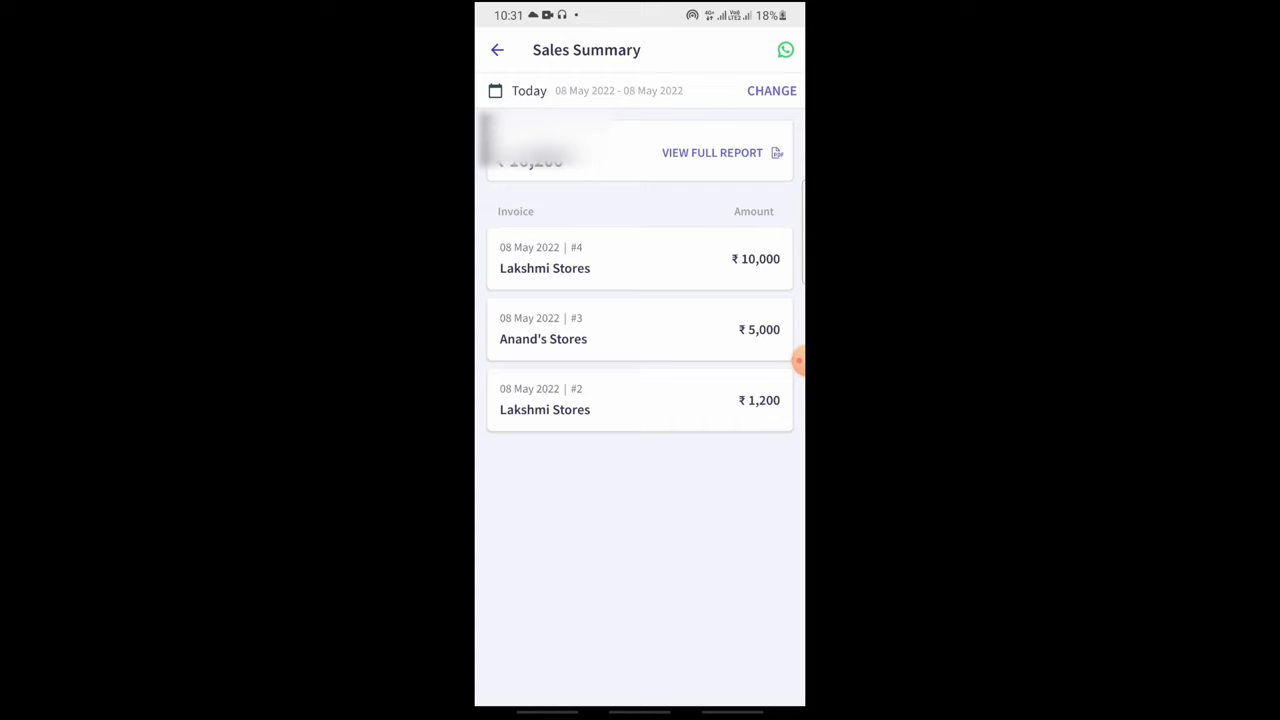 10:31 18%
Sales Summary
Today 08 May 2022 - 08 May 2022 CHANGE
VIEW FULL REPORT PDF
Invoice Amount
08 May 2022 | #4
Lakshmi Stores ₹ 10,000
08 May 2022 | #3
Anand's Stores ₹ 5,000
08 May 2022 | #2
Lakshmi Stores ₹ 1,200